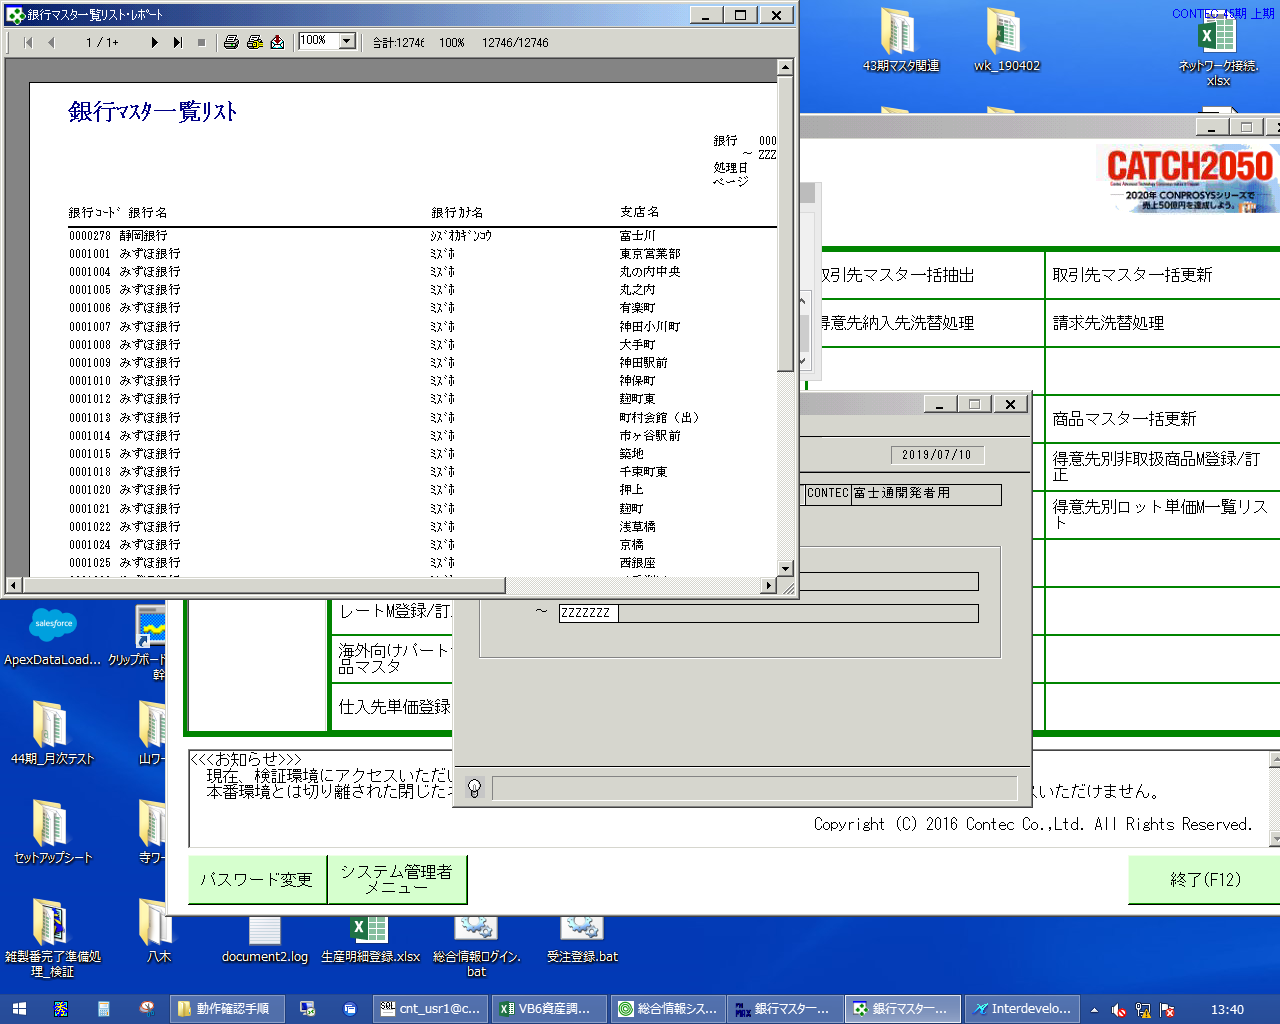 銀行マスタ一覧リスト・レポート
1 / 1+
100%
合計:12746
100%
12746/12746
銀行ﾏｽﾀ一覧ﾘｽﾄ
銀行 000
～ ZZZ
処理日
ページ
銀行ｺｰﾄﾞ 銀行名 銀行ｶﾅ名 支店名
0000278 静岡銀行 ｼｽﾞｵｶｷﾞﾝｺｳ 富士川
0001001 みずほ銀行 ﾐｽﾞﾎ 東京営業部
0001004 みずほ銀行 ﾐｽﾞﾎ 丸の内中央
0001005 みずほ銀行 ﾐｽﾞﾎ 丸之内
0001006 みずほ銀行 ﾐｽﾞﾎ 有楽町
0001007 みずほ銀行 ﾐｽﾞﾎ 神田小川町
0001008 みずほ銀行 ﾐｽﾞﾎ 大手町
0001009 みずほ銀行 ﾐｽﾞﾎ 神田駅前
0001010 みずほ銀行 ﾐｽﾞﾎ 神保町
0001012 みずほ銀行 ﾐｽﾞﾎ 麹町東
0001013 みずほ銀行 ﾐｽﾞﾎ 町村会館（出）
0001014 みずほ銀行 ﾐｽﾞﾎ 市ヶ谷駅前
0001015 みずほ銀行 ﾐｽﾞﾎ 築地
0001018 みずほ銀行 ﾐｽﾞﾎ 千束町東
0001020 みずほ銀行 ﾐｽﾞﾎ 押上
0001021 みずほ銀行 ﾐｽﾞﾎ 麹町
0001022 みずほ銀行 ﾐｽﾞﾎ 浅草橋
0001024 みずほ銀行 ﾐｽﾞﾎ 京橋
0001025 みずほ銀行 ﾐｽﾞﾎ 西銀座
CONTEC 45期 上期
43期マスタ関連
wk_190402
ネットワーク接続.
xlsx
CATCH2050
2020年 CONPROSYSシリーズで
売上50億円を達成しよう。
取引先マスタ一括抽出
取引先マスタ一括更新
得意先納入先洗替処理
請求先洗替処理
商品マスタ一括更新
得意先別非取扱商品M登録/訂
正
得意先別ロット単価M一覧リス
ト
2019/07/10
CONTEC 富士通開発者用
～ ZZZZZZZ
レートM登録/訂
海外向けパート
品マスタ
仕入先単価登録
<<<お知らせ>>>
現在、検証環境にアクセスいただい
本番環境とは切り離された閉じた
いただけません。
Copyright (C) 2016 Contec Co.,Ltd. All Rights Reserved.
パスワード変更
システム管理者
メニュー
終了(F12)
salesforce
ApexDataLoad...
クリップボード
幹
44期_月次テスト
山ワー
セットアップシート
寺ワー
雑製番完了準備処
理_検証
八木
document2.log
生産明細登録.xlsx
総合情報ログイン.
bat
受注登録.bat
動作確認手順
cnt_usr1@c...
VB6資産調...
総合情報シス...
銀行マスター...
銀行マスター...
Interdevelo...
13:40